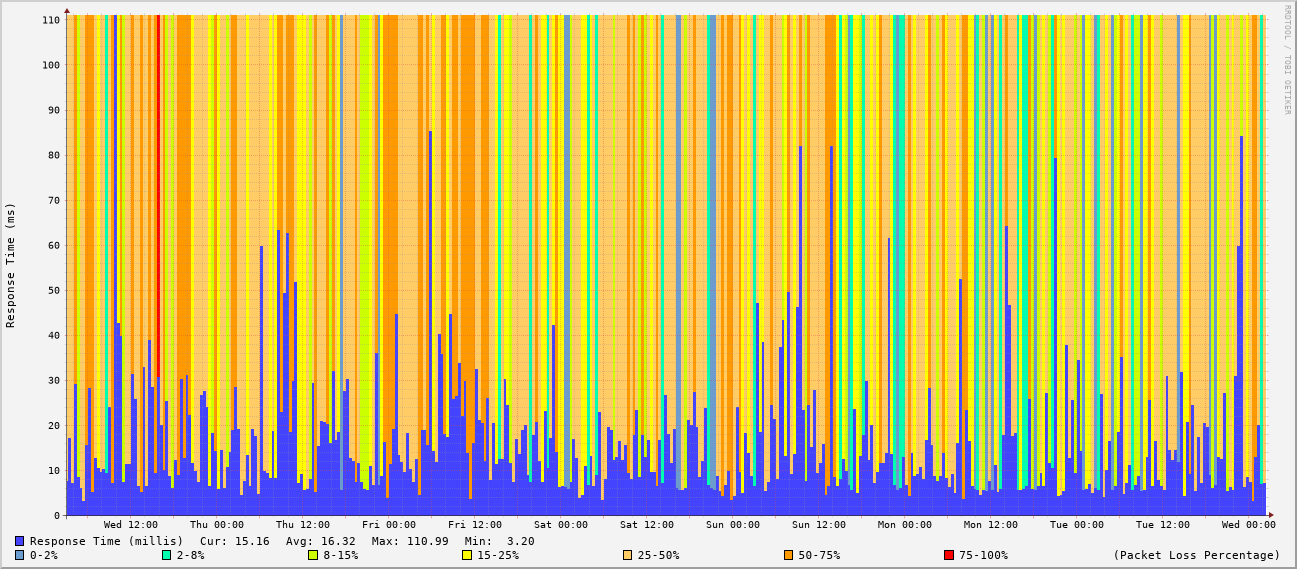 RRDTOOL / TOBI OETIKER
Response Time (ms)
110
100
90
80
70
60
50
40
30
20
10
0
Wed 12:00 Thu 00:00 Thu 12:00 Fri 00:00 Fri 12:00 Sat 00:00 Sat 12:00 Sun 00:00 Sun 12:00 Mon 00:00 Mon 12:00 Tue 00:00 Tue 12:00 Wed 00:00
Response Time (millis) Cur: 15.16 Avg: 16.32 Max: 110.99 Min: 3.20
0-2% 2-8% 8-15% 15-25% 25-50% 50-75% 75-100% (Packet Loss Percentage)